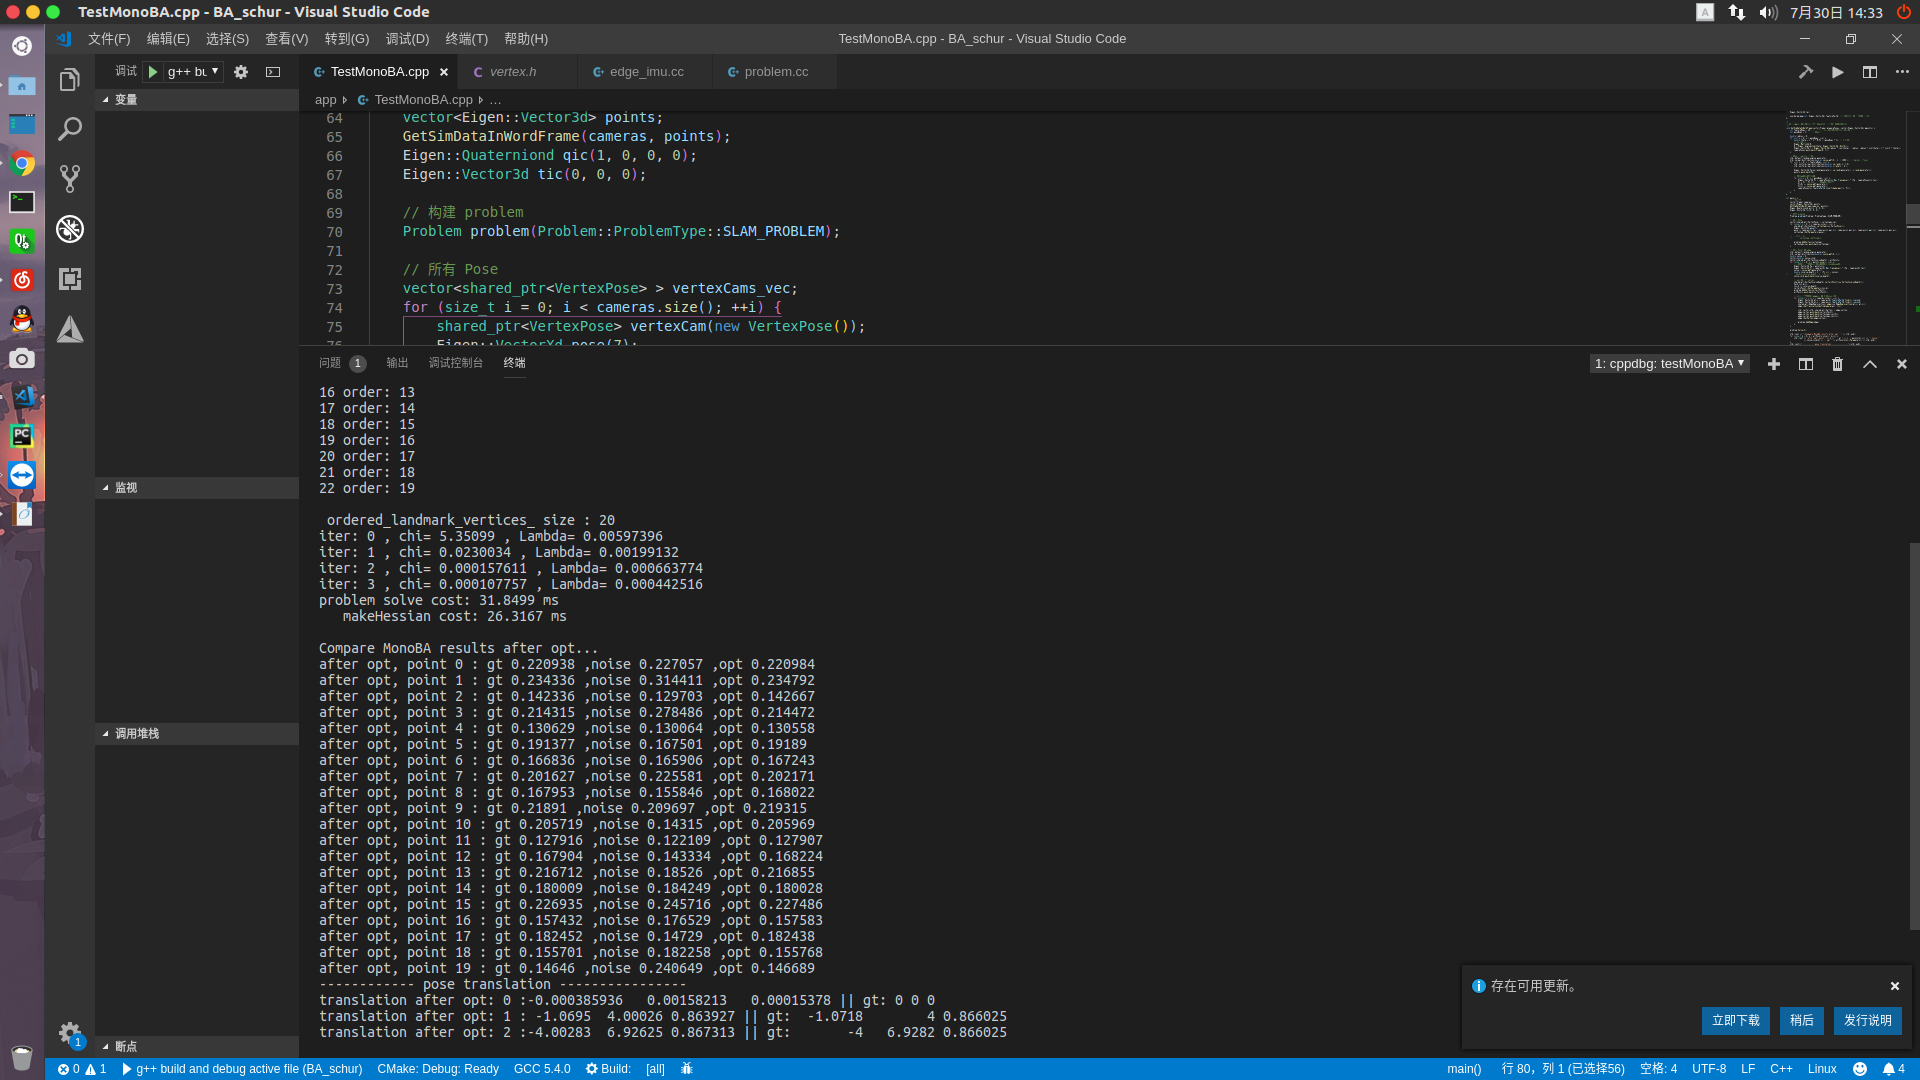 TestMonoBA.cpp - BA_schur - Visual Studio Code
7月30日 14:33
文件(F) 编辑(E) 选择(S) 查看(V) 转到(G) 调试(D) 终端(T) 帮助(H)
TestMonoBA.cpp - BA_schur - Visual Studio Code
调试
g++ bu
TestMonoBA.cpp
vertex.h
edge_imu.cc
problem.cc
变量
app
TestMonoBA.cpp
…
64 vector<Eigen::Vector3d> points;
65 GetSimDataInWordFrame(cameras, points);
66 Eigen::Quaterniond qic(1, 0, 0, 0);
67 Eigen::Vector3d tic(0, 0, 0);
68
69 // 构建 problem
70 Problem problem(Problem::ProblemType::SLAM_PROBLEM);
71
72 // 所有 Pose
73 vector<shared_ptr<VertexPose> > vertexCams_vec;
74 for (size_t i = 0; i < cameras.size(); ++i) {
75 shared_ptr<VertexPose> vertexCam(new VertexPose());
76 Eigen::VectorXd pose(7);
问题 1 输出 调试控制台 终端
1: cppdbg: testMonoBA
16 order: 13
17 order: 14
18 order: 15
19 order: 16
20 order: 17
21 order: 18
22 order: 19
ordered_landmark_vertices_ size : 20
iter: 0 , chi= 5.35099 , Lambda= 0.00597396
iter: 1 , chi= 0.0230034 , Lambda= 0.00199132
iter: 2 , chi= 0.000157611 , Lambda= 0.000663774
iter: 3 , chi= 0.000107757 , Lambda= 0.000442516
problem solve cost: 31.8499 ms
makeHessian cost: 26.3167 ms
Compare MonoBA results after opt...
after opt, point 0 : gt 0.220938 ,noise 0.227057 ,opt 0.220984
after opt, point 1 : gt 0.234336 ,noise 0.314411 ,opt 0.234792
after opt, point 2 : gt 0.142336 ,noise 0.129703 ,opt 0.142667
after opt, point 3 : gt 0.214315 ,noise 0.278486 ,opt 0.214472
after opt, point 4 : gt 0.130629 ,noise 0.130064 ,opt 0.130558
after opt, point 5 : gt 0.191377 ,noise 0.167501 ,opt 0.19189
after opt, point 6 : gt 0.166836 ,noise 0.165906 ,opt 0.167243
after opt, point 7 : gt 0.201627 ,noise 0.225581 ,opt 0.202171
after opt, point 8 : gt 0.167953 ,noise 0.155846 ,opt 0.168022
after opt, point 9 : gt 0.21891 ,noise 0.209697 ,opt 0.219315
after opt, point 10 : gt 0.205719 ,noise 0.14315 ,opt 0.205969
after opt, point 11 : gt 0.127916 ,noise 0.122109 ,opt 0.127907
after opt, point 12 : gt 0.167904 ,noise 0.143334 ,opt 0.168224
after opt, point 13 : gt 0.216712 ,noise 0.18526 ,opt 0.216855
after opt, point 14 : gt 0.180009 ,noise 0.184249 ,opt 0.180028
after opt, point 15 : gt 0.226935 ,noise 0.245716 ,opt 0.227486
after opt, point 16 : gt 0.157432 ,noise 0.176529 ,opt 0.157583
after opt, point 17 : gt 0.182452 ,noise 0.14729 ,opt 0.182438
after opt, point 18 : gt 0.155701 ,noise 0.182258 ,opt 0.155768
after opt, point 19 : gt 0.14646 ,noise 0.240649 ,opt 0.146689
------------ pose translation ----------------
translation after opt: 0 :-0.000385936 0.00158213 0.00015378 || gt: 0 0 0
translation after opt: 1 : -1.0695 4.00026 0.863927 || gt: -1.0718 4 0.866025
translation after opt: 2 :-4.00283 6.92625 0.867313 || gt: -4 6.9282 0.866025
监视
调用堆栈
断点
存在可用更新。
立即下载 稍后 发行说明
1
0 1 g++ build and debug active file (BA_schur) CMake: Debug: Ready GCC 5.4.0 Build: [all]
main() 行 80，列 1 (已选择56) 空格: 4 UTF-8 LF C++ Linux 4